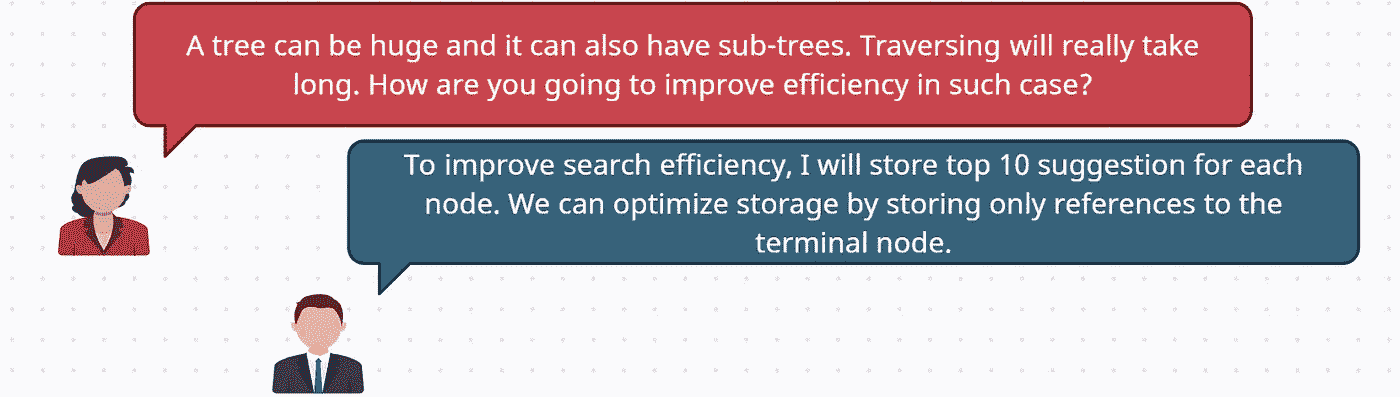 A tree can be huge and it can also have sub-trees. Traversing will really take
long. How are you going to improve efficiency in such case?
To improve search efficiency, I will store top 10 suggestion for each
node. We can optimize storage by storing only references to the
terminal node.